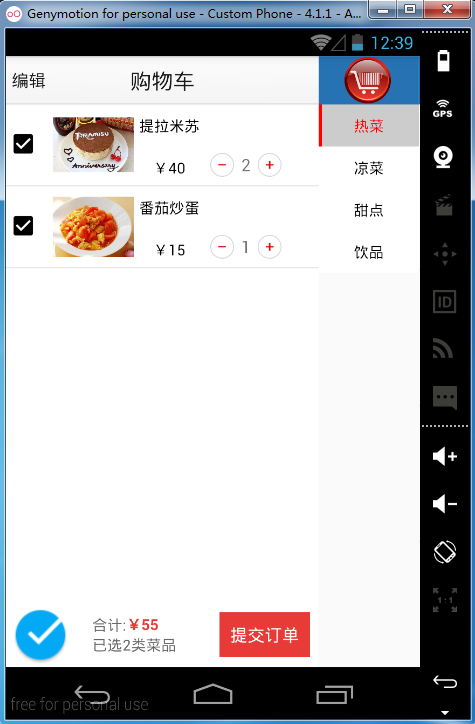 Genymotion for personal use - Custom Phone - 4.1.1 - A...
12:39
编辑
购物车
热菜
凉菜
甜点
饮品
TIRAMISU
Anniversary
提拉米苏
￥40
− 2 +
番茄炒蛋
￥15
− 1 +
合计:￥55
已选2类菜品
提交订单
free for personal use
GPS
ID
1:1